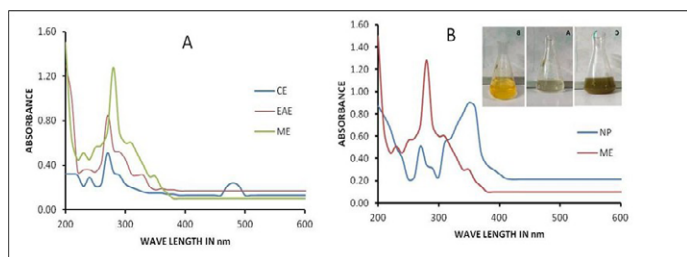 A
1.60
1.20
0.80
0.40
0.00
ABSORBANCE
200
300
400
500
600
WAVE LENGTH IN nm
CE
EAE
ME
B
1.60
1.40
1.20
1.00
0.80
0.60
0.40
0.20
0.00
ABSORBANCE
200
300
400
500
600
WAVE LENGTH IN nm
B
A
C
NP
ME